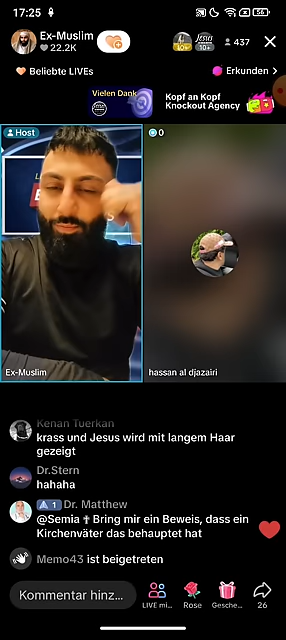 17:25
56
Ex-Muslim
22.2K
10+
437
Beliebte LIVEs
Erkunden
Vielen Dank
Kopf an Kopf
Knockout Agency
Host
0
Ex-Muslim
hassan al djazairi
Kenan Tuerkan
krass und Jesus wird mit langem Haar
gezeigt
Dr.Stern
hahaha
1 Dr. Matthew
@Semia ✝ Bring mir ein Beweis, dass ein
Kirchenväter das behauptet hat
Memo43 ist beigetreten
Kommentar hinz...
LIVE mi...
Rose
Gesche...
26